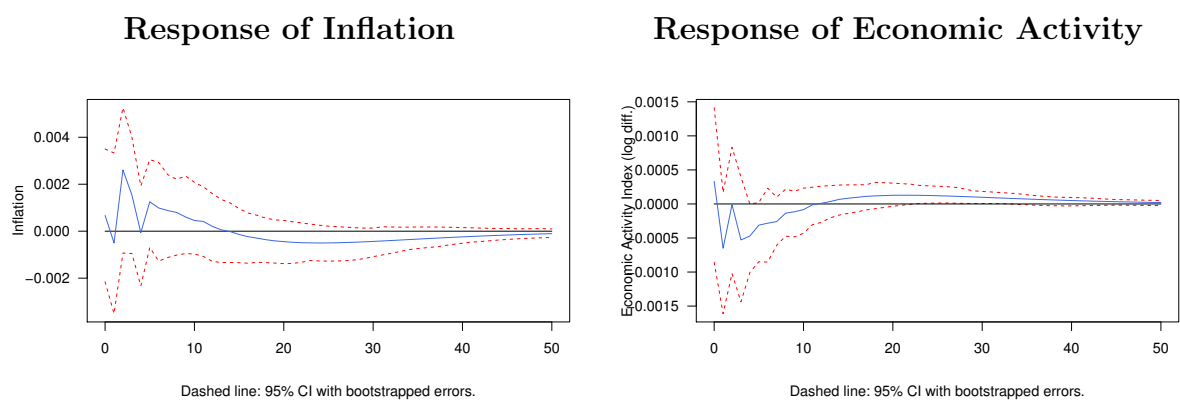 Response of Inflation
Inflation
0.004
0.002
0.000
−0.002
0 10 20 30 40 50
Dashed line: 95% CI with bootstrapped errors.
Response of Economic Activity
Economic Activity Index (log diff.)
0.0015
0.0010
0.0005
0.0000
−0.0005
−0.0010
−0.0015
0 10 20 30 40 50
Dashed line: 95% CI with bootstrapped errors.